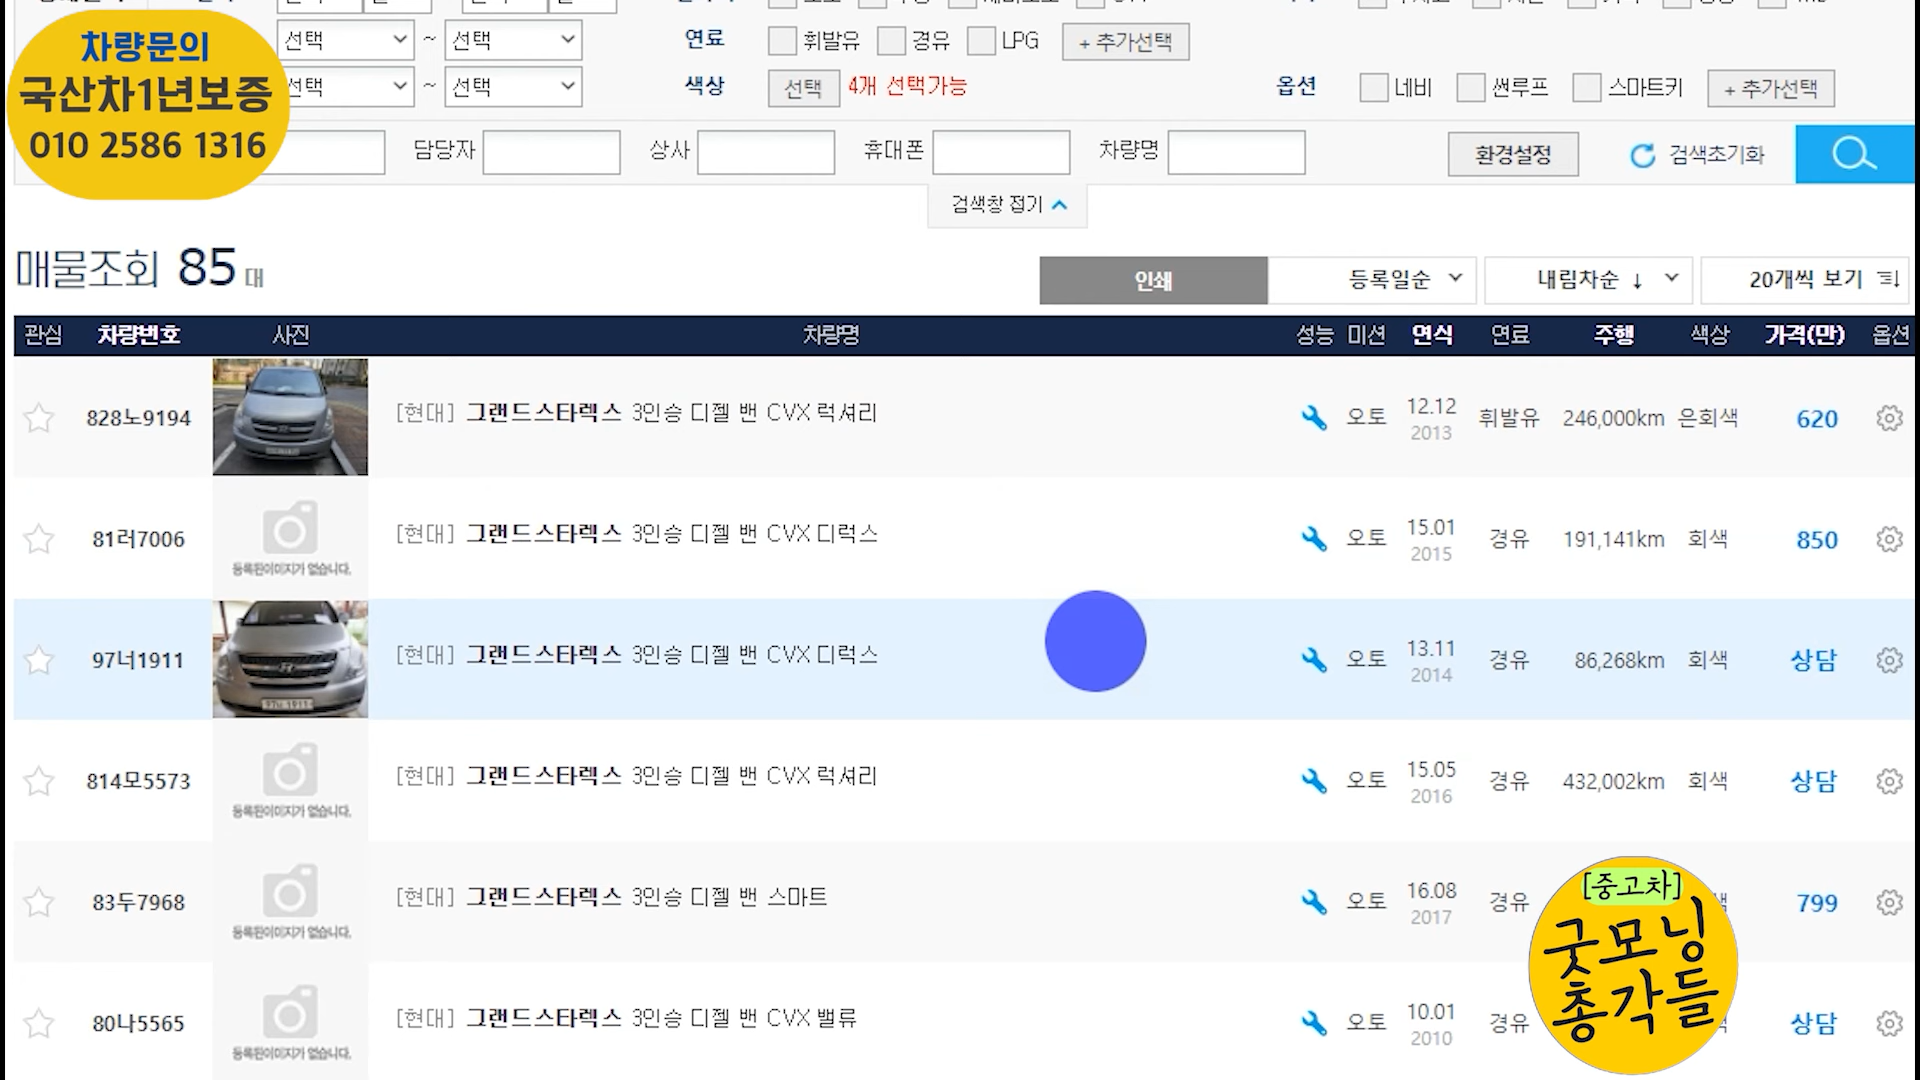 차량문의
국산차1년보증
010 2586 1316
선택 ~ 선택 연료 휘발유 경유 LPG + 추가선택
선택 ~ 선택 색상 선택 4개 선택가능 옵션 네비 썬루프 스마트키 + 추가선택
담당자 상사 휴대폰 차량명 환경설정 검색초기화
검색창 접기
매물조회 85 대
인쇄 등록일순 내림차순 ↓ 20개씩 보기
관심 차량번호 사진 차량명 성능 미션 연식 연료 주행 색상 가격(만) 옵션
828노9194 [현대] 그랜드스타렉스 3인승 디젤 밴 CVX 럭셔리 오토 12.12 휘발유 246,000km 은회색 620
2013
81러7006 [현대] 그랜드스타렉스 3인승 디젤 밴 CVX 디럭스 오토 15.01 경유 191,141km 회색 850
2015
등록된이미지가 없습니다.
97너1911 [현대] 그랜드스타렉스 3인승 디젤 밴 CVX 디럭스 오토 13.11 경유 86,268km 회색 상담
2014
814모5573 [현대] 그랜드스타렉스 3인승 디젤 밴 CVX 럭셔리 오토 15.05 경유 432,002km 회색 상담
2016
등록된이미지가 없습니다.
83두7968 [현대] 그랜드스타렉스 3인승 디젤 밴 스마트 오토 16.08 경유 색 799
2017
등록된이미지가 없습니다.
80나5565 [현대] 그랜드스타렉스 3인승 디젤 밴 CVX 밸류 오토 10.01 경유 상담
2010
등록된이미지가 없습니다.
[중고차]
굿모닝
총각들